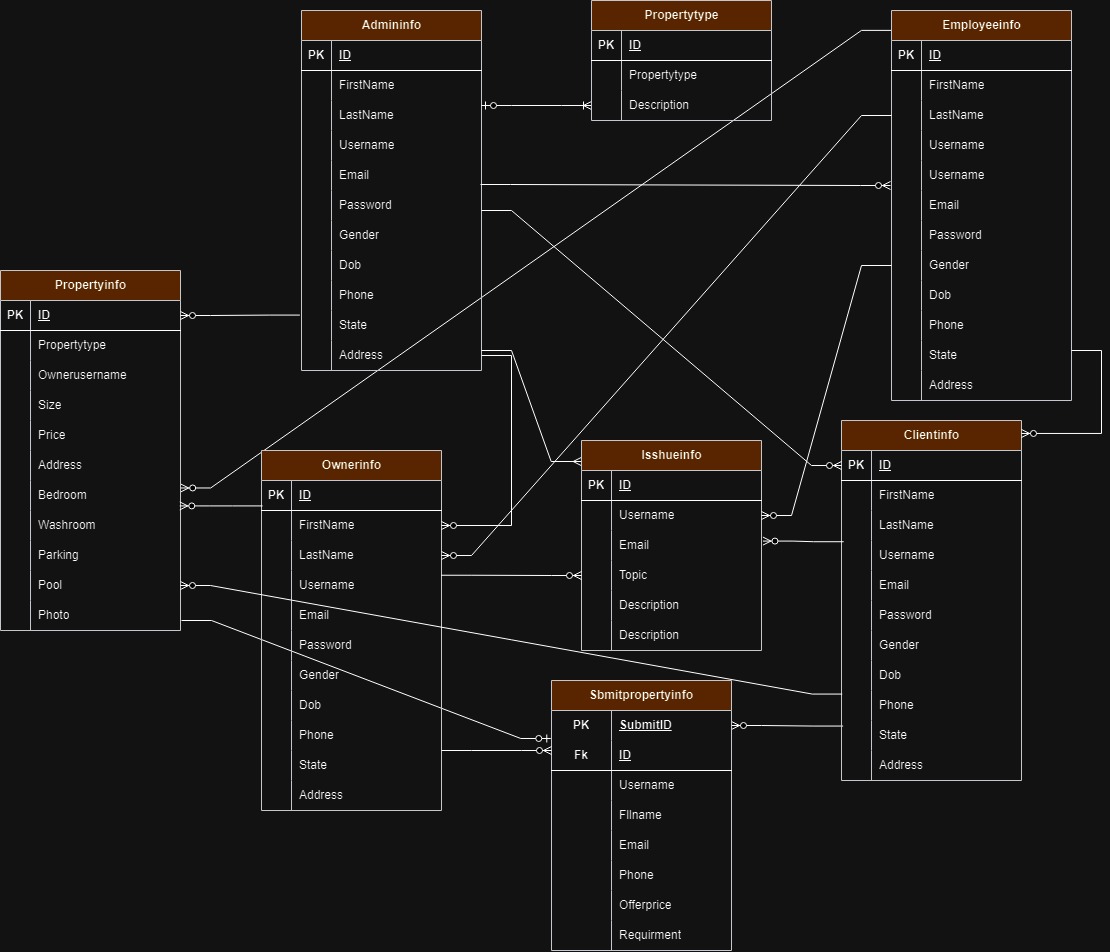 Admininfo
PK ID
FirstName
LastName
Username
Email
Password
Gender
Dob
Phone
State
Address
Propertytype
PK ID
Propertytype
Description
Employeeinfo
PK ID
FirstName
LastName
Username
Username
Email
Password
Gender
Dob
Phone
State
Address
Propertyinfo
PK ID
Propertytype
Ownerusername
Size
Price
Address
Bedroom
Washroom
Parking
Pool
Photo
Ownerinfo
PK ID
FirstName
LastName
Username
Email
Password
Gender
Dob
Phone
State
Address
Isshueinfo
PK ID
Username
Email
Topic
Description
Description
Clientinfo
PK ID
FirstName
LastName
Username
Email
Password
Gender
Dob
Phone
State
Address
Sbmitpropertyinfo
PK SubmitID
Fk ID
Username
Fllname
Email
Phone
Offerprice
Requirment